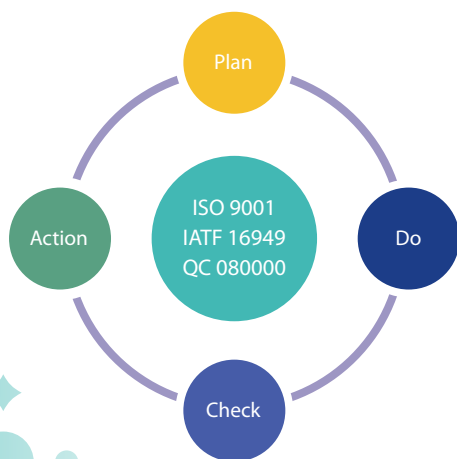 Plan
ISO 9001
IATF 16949
QC 080000
Action
Do
Check